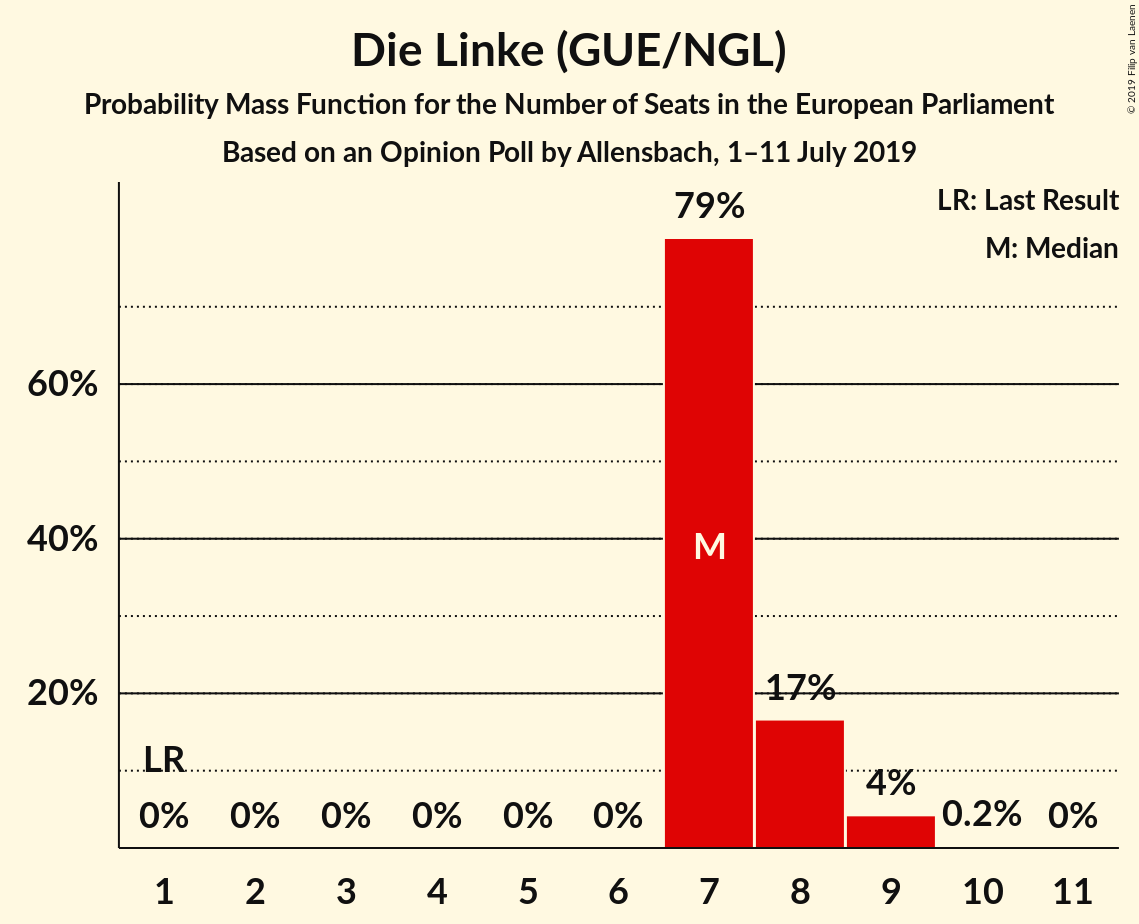 Die Linke (GUE/NGL)
Probability Mass Function for the Number of Seats in the European Parliament
Based on an Opinion Poll by Allensbach, 1–11 July 2019
© 2019 Filip van Laenen
LR: Last Result
M: Median
79%
60%
40%
M
20%
17%
LR
4%
0% 0% 0% 0% 0% 0% 0.2% 0%
1 2 3 4 5 6 7 8 9 10 11